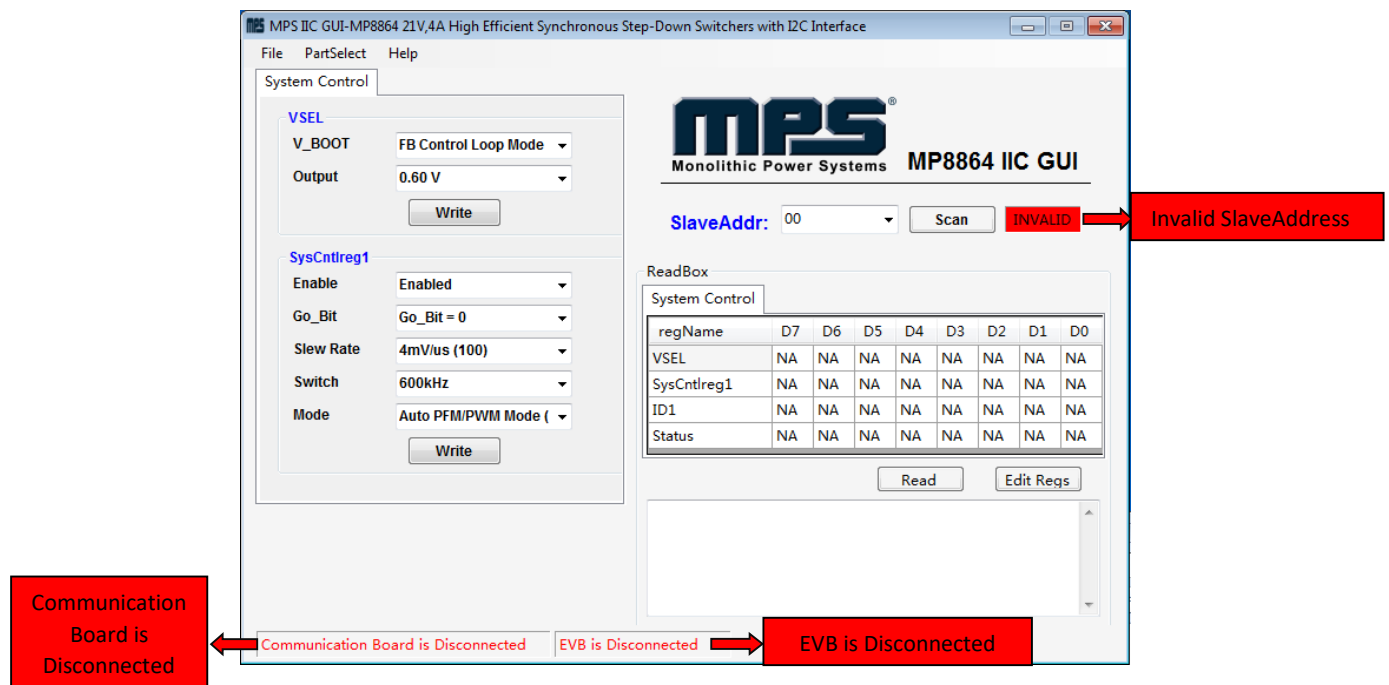 MPS IIC GUI-MP8864 21V,4A High Efficient Synchronous Step-Down Switchers with I2C Interface
File PartSelect Help
System Control
VSEL
V_BOOT FB Control Loop Mode
Output 0.60 V
Write
SysCntlreg1
Enable Enabled
Go_Bit Go_Bit = 0
Slew Rate 4mV/us (100)
Switch 600kHz
Mode Auto PFM/PWM Mode (
Write
mps®
Monolithic Power Systems
MP8864 IIC GUI
SlaveAddr: 00 Scan INVALID
Invalid SlaveAddress
ReadBox
System Control
regName D7 D6 D5 D4 D3 D2 D1 D0
VSEL NA NA NA NA NA NA NA NA
SysCntlreg1 NA NA NA NA NA NA NA NA
ID1 NA NA NA NA NA NA NA NA
Status NA NA NA NA NA NA NA NA
Read Edit Regs
Communication
Board is
Disconnected
Communication Board is Disconnected EVB is Disconnected
EVB is Disconnected